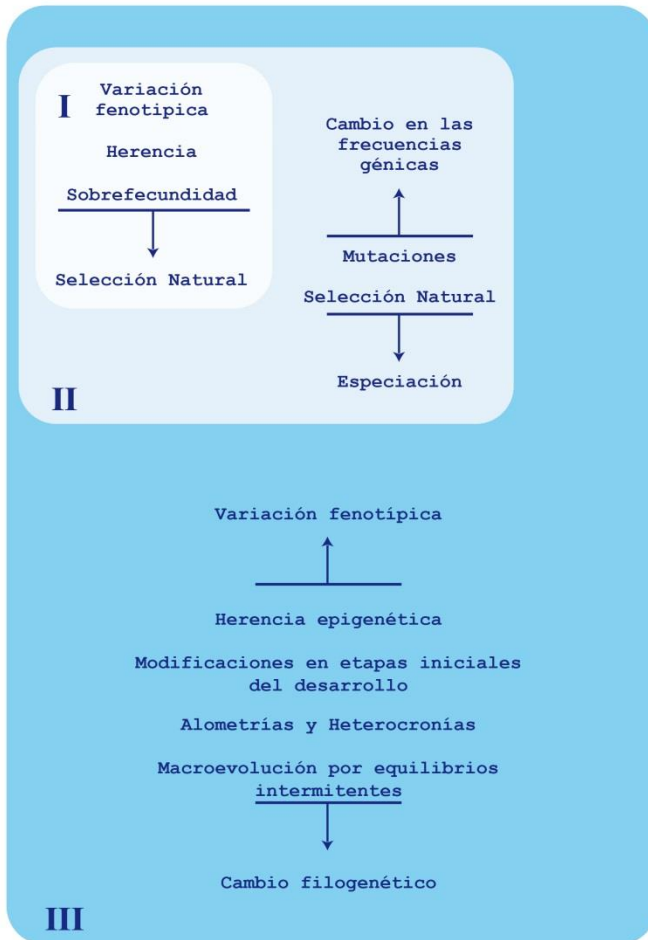 I
Variación
fenotipica
Herencia
Sobrefecundidad
Selección Natural
Cambio en las
frecuencias
génicas
Mutaciones
Selección Natural
Especiación
II
Variación fenotípica
Herencia epigenética
Modificaciones en etapas iniciales
del desarrollo
Alometrías y Heterocronías
Macroevolución por equilibrios
intermitentes
Cambio filogenético
III